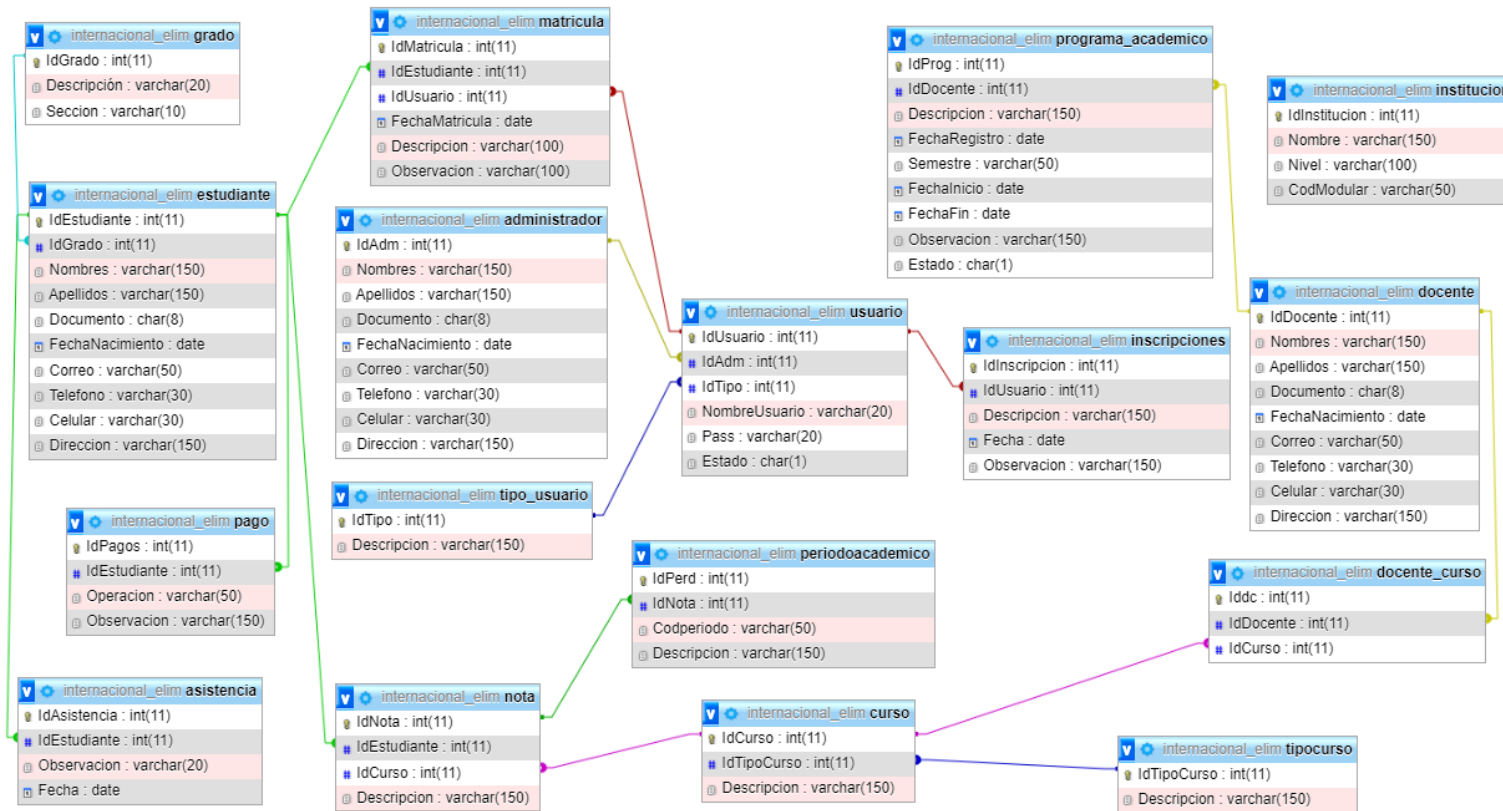 internacional_elim grado
IdGrado : int(11)
Descripción : varchar(20)
Seccion : varchar(10)
internacional_elim matricula
IdMatricula : int(11)
IdEstudiante : int(11)
IdUsuario : int(11)
FechaMatricula : date
Descripcion : varchar(100)
Observacion : varchar(100)
internacional_elim programa_academico
IdProg : int(11)
IdDocente : int(11)
Descripcion : varchar(150)
FechaRegistro : date
Semestre : varchar(50)
FechaInicio : date
FechaFin : date
Observacion : varchar(150)
Estado : char(1)
internacional_elim institucion
IdInstitucion : int(11)
Nombre : varchar(150)
Nivel : varchar(100)
CodModular : varchar(50)
internacional_elim estudiante
IdEstudiante : int(11)
IdGrado : int(11)
Nombres : varchar(150)
Apellidos : varchar(150)
Documento : char(8)
FechaNacimiento : date
Correo : varchar(50)
Telefono : varchar(30)
Celular : varchar(30)
Direccion : varchar(150)
internacional_elim administrador
IdAdm : int(11)
Nombres : varchar(150)
Apellidos : varchar(150)
Documento : char(8)
FechaNacimiento : date
Correo : varchar(50)
Telefono : varchar(30)
Celular : varchar(30)
Direccion : varchar(150)
internacional_elim usuario
IdUsuario : int(11)
IdAdm : int(11)
IdTipo : int(11)
NombreUsuario : varchar(20)
Pass : varchar(20)
Estado : char(1)
internacional_elim inscripciones
IdInscripcion : int(11)
IdUsuario : int(11)
Descripcion : varchar(150)
Fecha : date
Observacion : varchar(150)
internacional_elim docente
IdDocente : int(11)
Nombres : varchar(150)
Apellidos : varchar(150)
Documento : char(8)
FechaNacimiento : date
Correo : varchar(50)
Telefono : varchar(30)
Celular : varchar(30)
Direccion : varchar(150)
internacional_elim tipo_usuario
IdTipo : int(11)
Descripcion : varchar(150)
internacional_elim pago
IdPagos : int(11)
IdEstudiante : int(11)
Operacion : varchar(50)
Observacion : varchar(150)
internacional_elim periodoacademico
IdPerd : int(11)
IdNota : int(11)
Codperiodo : varchar(50)
Descripcion : varchar(150)
internacional_elim docente_curso
Iddc : int(11)
IdDocente : int(11)
IdCurso : int(11)
internacional_elim asistencia
IdAsistencia : int(11)
IdEstudiante : int(11)
Observacion : varchar(20)
Fecha : date
internacional_elim nota
IdNota : int(11)
IdEstudiante : int(11)
IdCurso : int(11)
Descripcion : varchar(150)
internacional_elim curso
IdCurso : int(11)
IdTipoCurso : int(11)
Descripcion : varchar(150)
internacional_elim tipocurso
IdTipoCurso : int(11)
Descripcion : varchar(150)